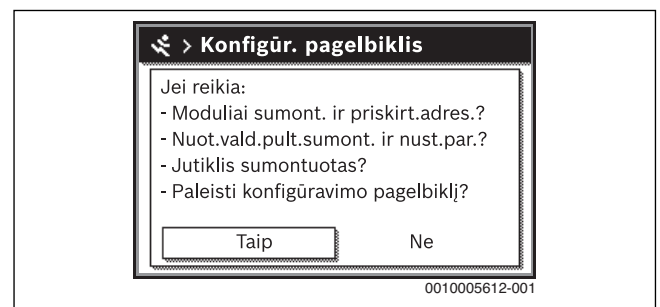 > Konfigūr. pagelbiklis
Jei reikia:
- Moduliai sumont. ir priskirt.adres.?
- Nuot.vald.pult.sumont. ir nust.par.?
- Jutiklis sumontuotas?
- Paleisti konfigūravimo pagelbiklį?
Taip Ne
0010005612-001